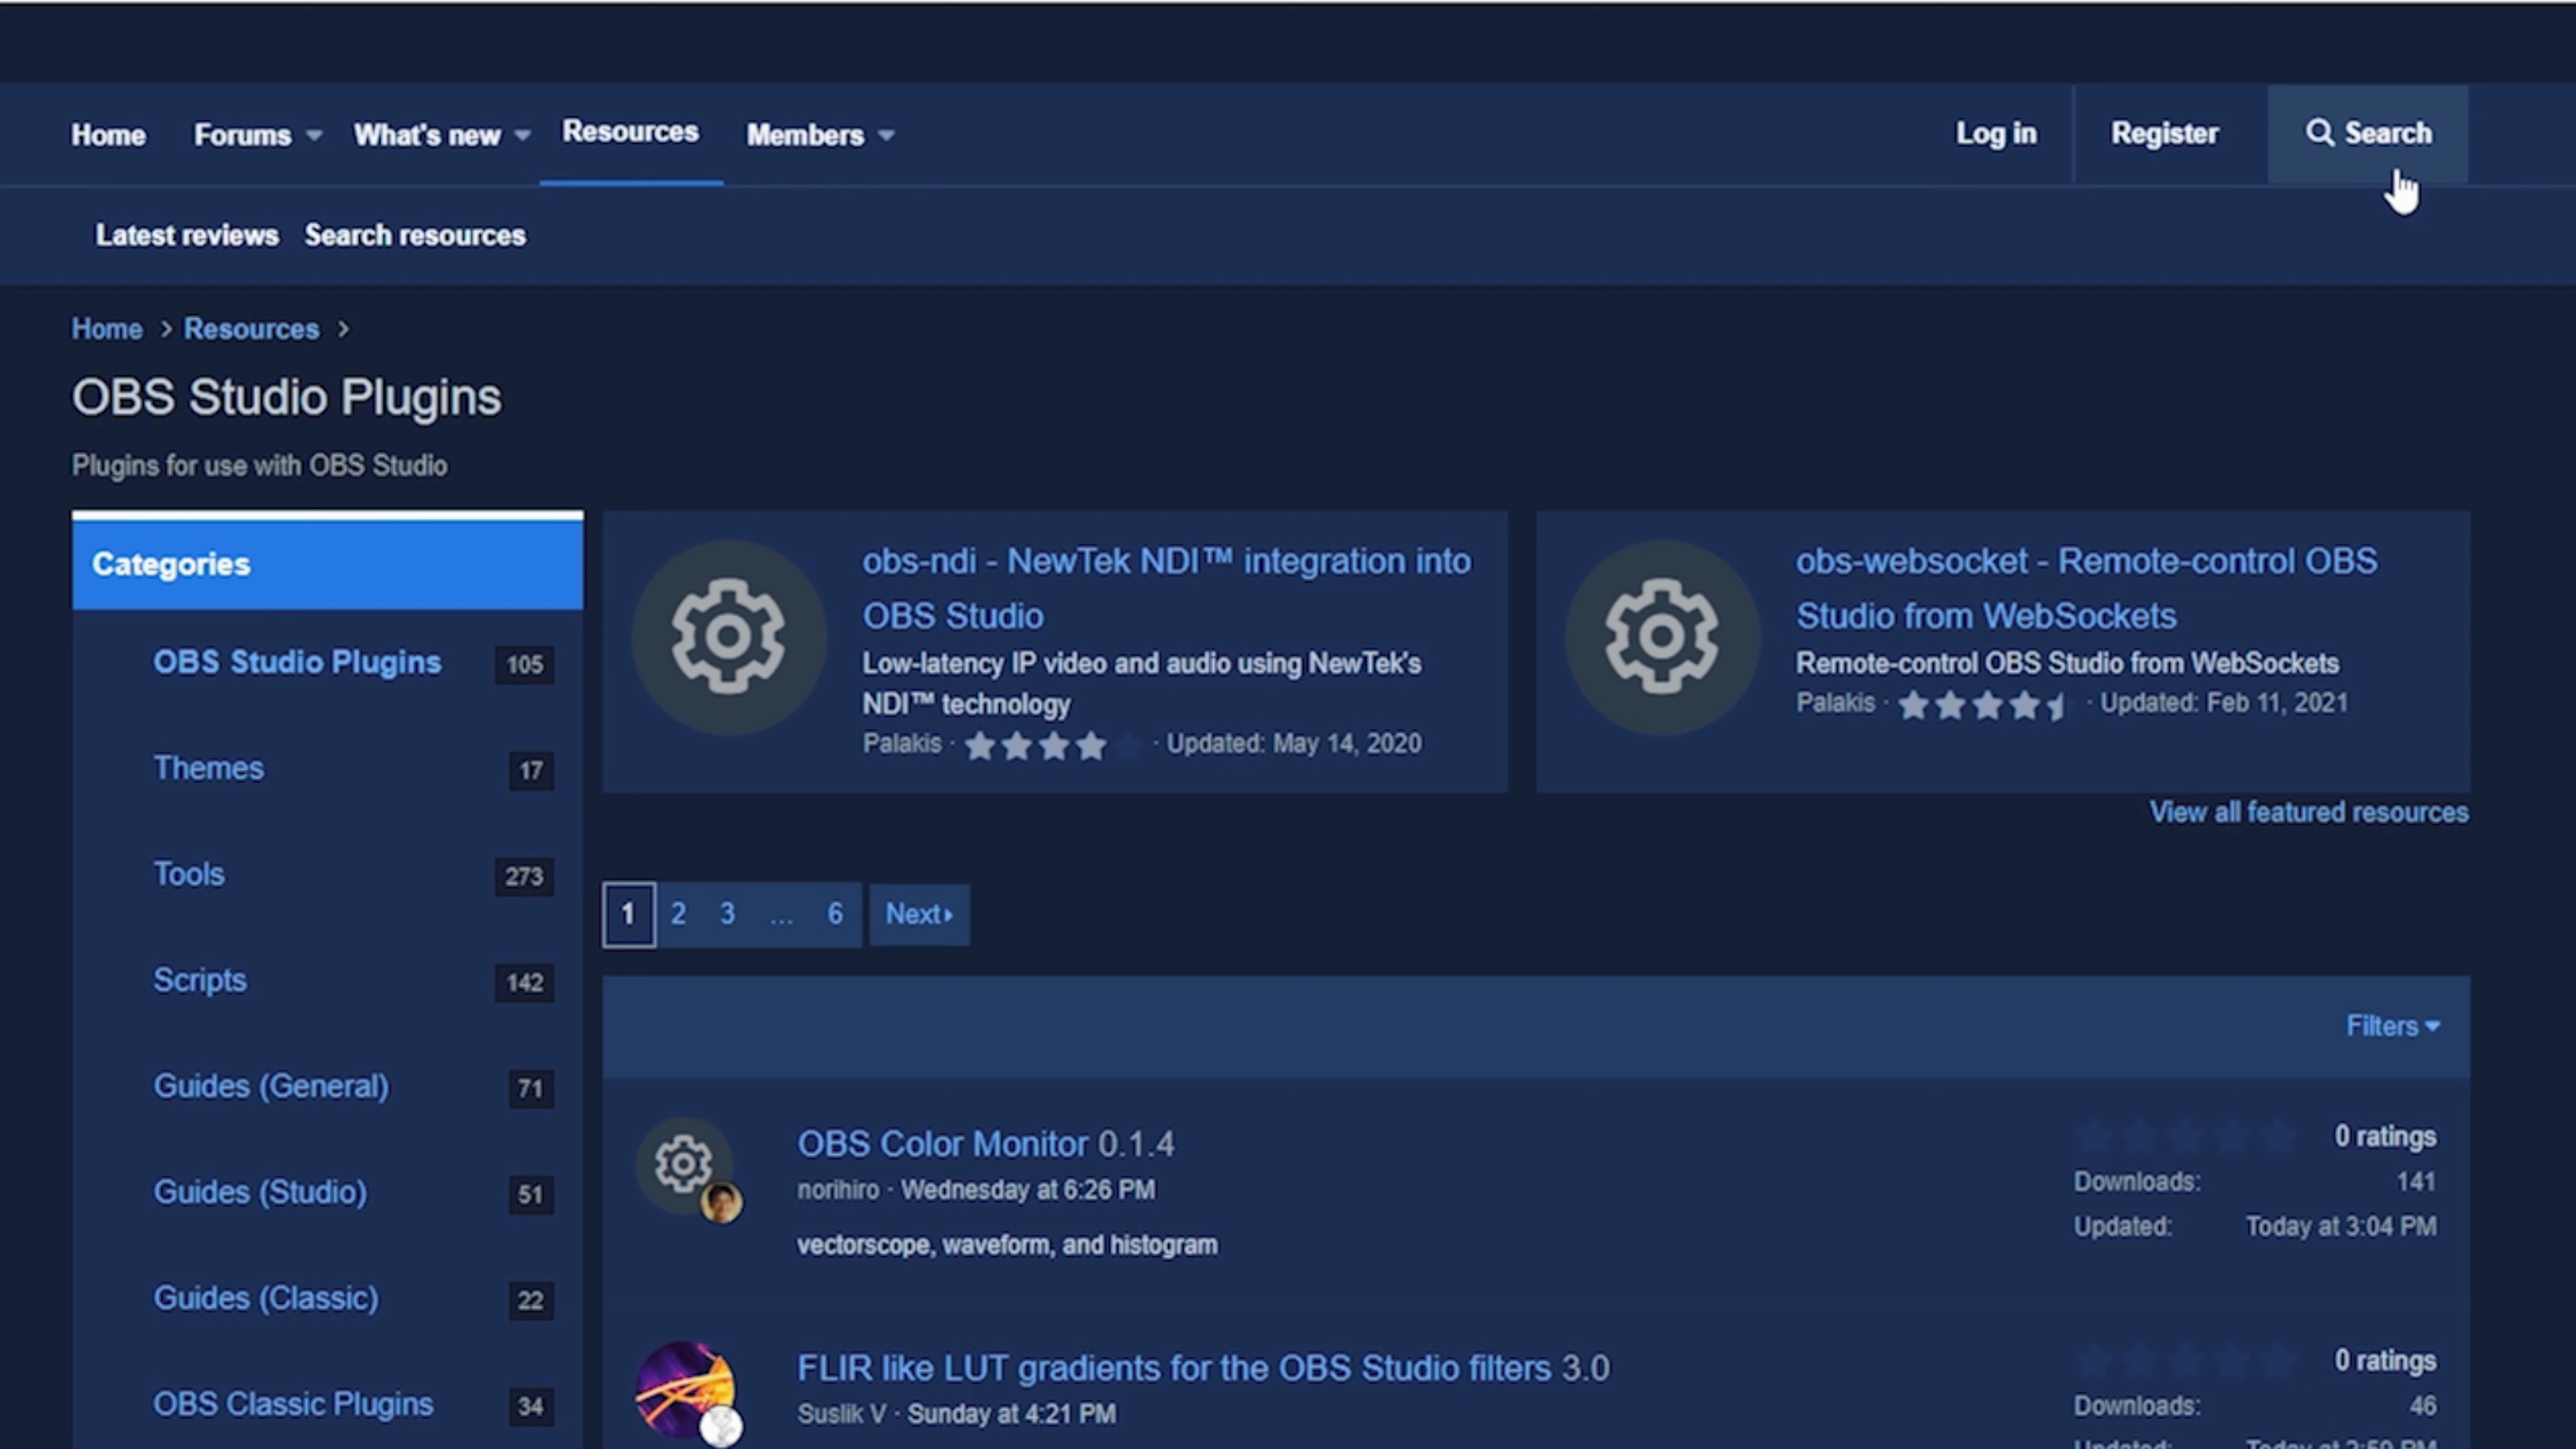 Home Forums What's new Resources Members Log in Register Search
Latest reviews Search resources
Home > Resources >
OBS Studio Plugins
Plugins for use with OBS Studio
Categories
OBS Studio Plugins 105
Themes 17
Tools 273
Scripts 142
Guides (General) 71
Guides (Studio) 51
Guides (Classic) 22
OBS Classic Plugins 34
obs-ndi - NewTek NDI™ integration into
OBS Studio
Low-latency IP video and audio using NewTek's
NDI™ technology
Palakis · Updated: May 14, 2020
obs-websocket - Remote-control OBS
Studio from WebSockets
Remote-control OBS Studio from WebSockets
Palakis · Updated: Feb 11, 2021
View all featured resources
1 2 3 ... 6 Next
Filters
OBS Color Monitor 0.1.4
norihiro · Wednesday at 6:26 PM
vectorscope, waveform, and histogram
0 ratings
Downloads: 141
Updated: Today at 3:04 PM
FLIR like LUT gradients for the OBS Studio filters 3.0
Suslik V · Sunday at 4:21 PM
0 ratings
Downloads: 46
Updated: Today at 2:59 PM